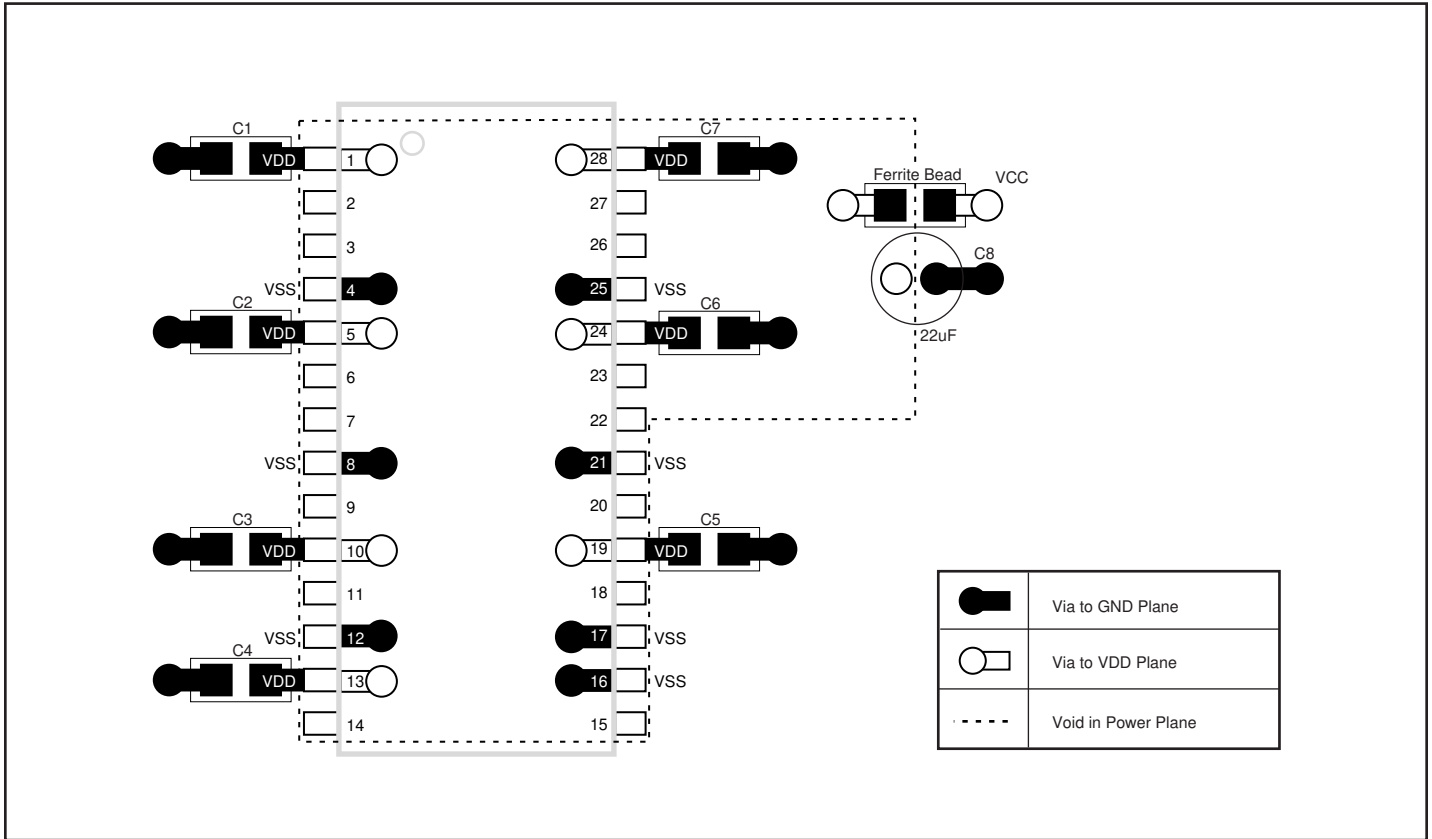 C1
C7
VDD
1
28
VDD
Ferrite Bead
VCC
2
27
3
26
C8
VSS
4
25
VSS
C2
C6
VDD
5
24
VDD
22uF
6
23
7
22
VSS
8
21
VSS
9
20
C3
C5
VDD
10
19
VDD
11
18
VSS
12
17
VSS
C4
VDD
13
16
VSS
14
15
Via to GND Plane
Via to VDD Plane
Void in Power Plane